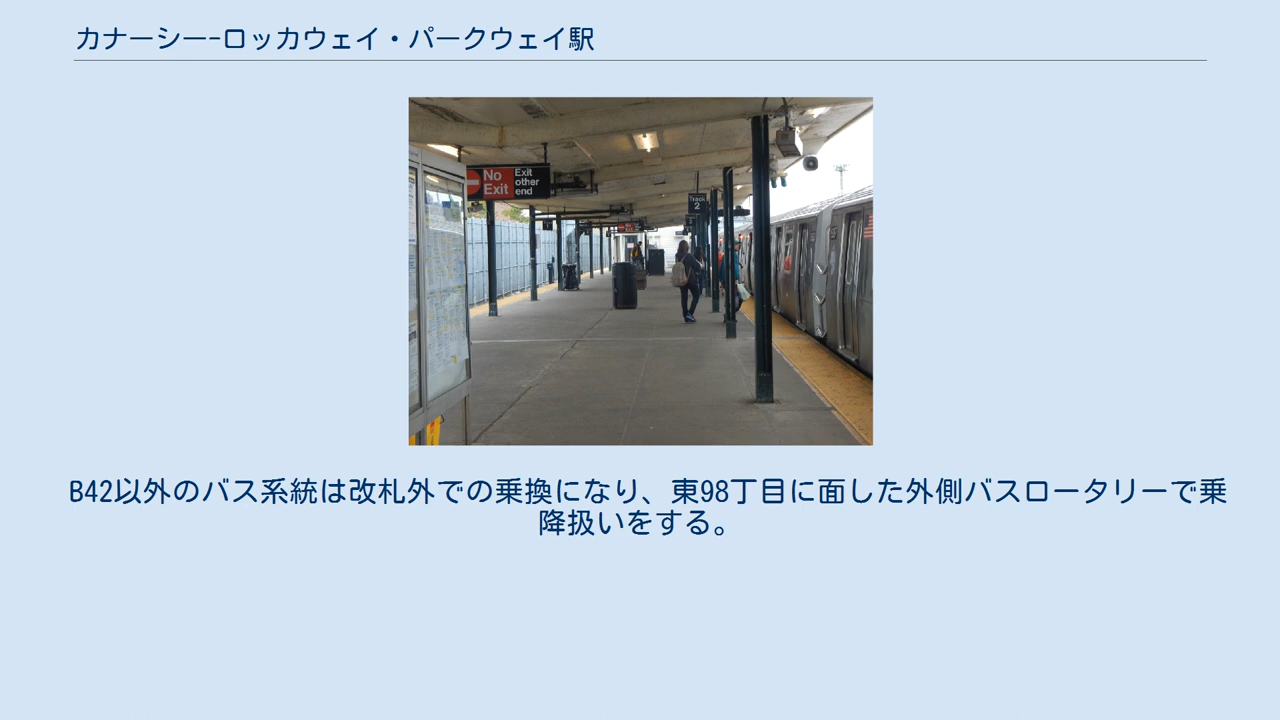 カナーシー-ロッカウェイ・パークウェイ駅
No
Exit
Exit
other
end
Track
2
B42以外のバス系統は改札外での乗換になり、東98丁目に面した外側バスロータリーで乗
降扱いをする。